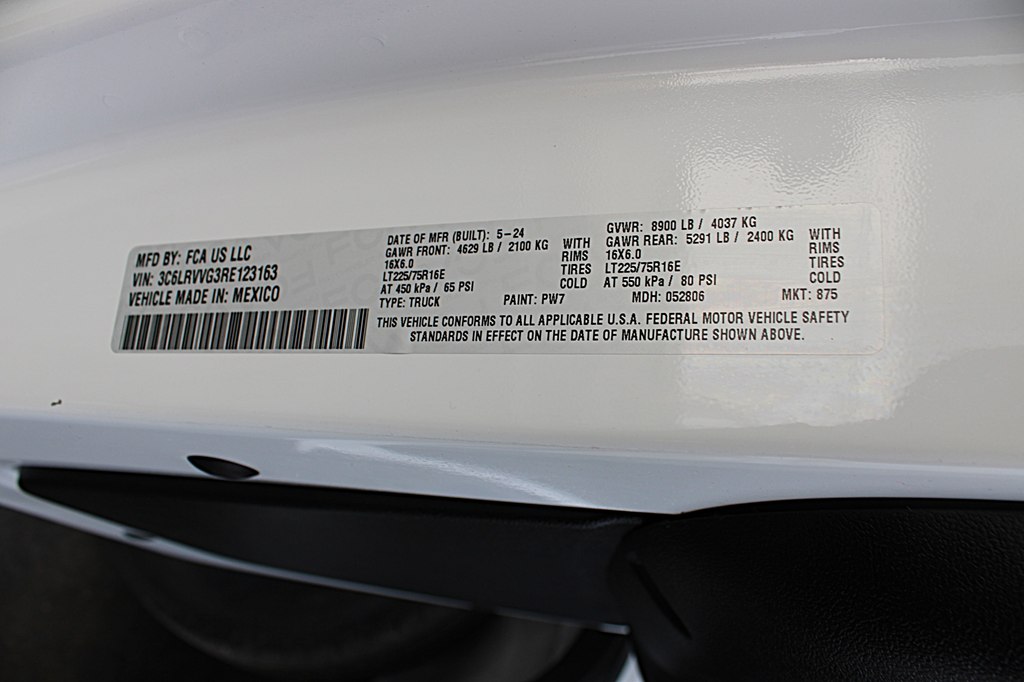 MFD BY: FCA US LLC
VIN: 3C6LRVVG3RE123163
VEHICLE MADE IN: MEXICO
DATE OF MFR (BUILT): 5-24
GAWR FRONT: 4629 LB / 2100 KG WITH
16X6.0 RIMS
LT225/75R16E TIRES
AT 450 kPa / 65 PSI COLD
GVWR: 8900 LB / 4037 KG
GAWR REAR: 5291 LB / 2400 KG WITH
16X6.0 RIMS
LT225/75R16E TIRES
AT 550 kPa / 80 PSI COLD
TYPE: TRUCK PAINT: PW7 MDH: 052806 MKT: 875
THIS VEHICLE CONFORMS TO ALL APPLICABLE U.S.A. FEDERAL MOTOR VEHICLE SAFETY
STANDARDS IN EFFECT ON THE DATE OF MANUFACTURE SHOWN ABOVE.